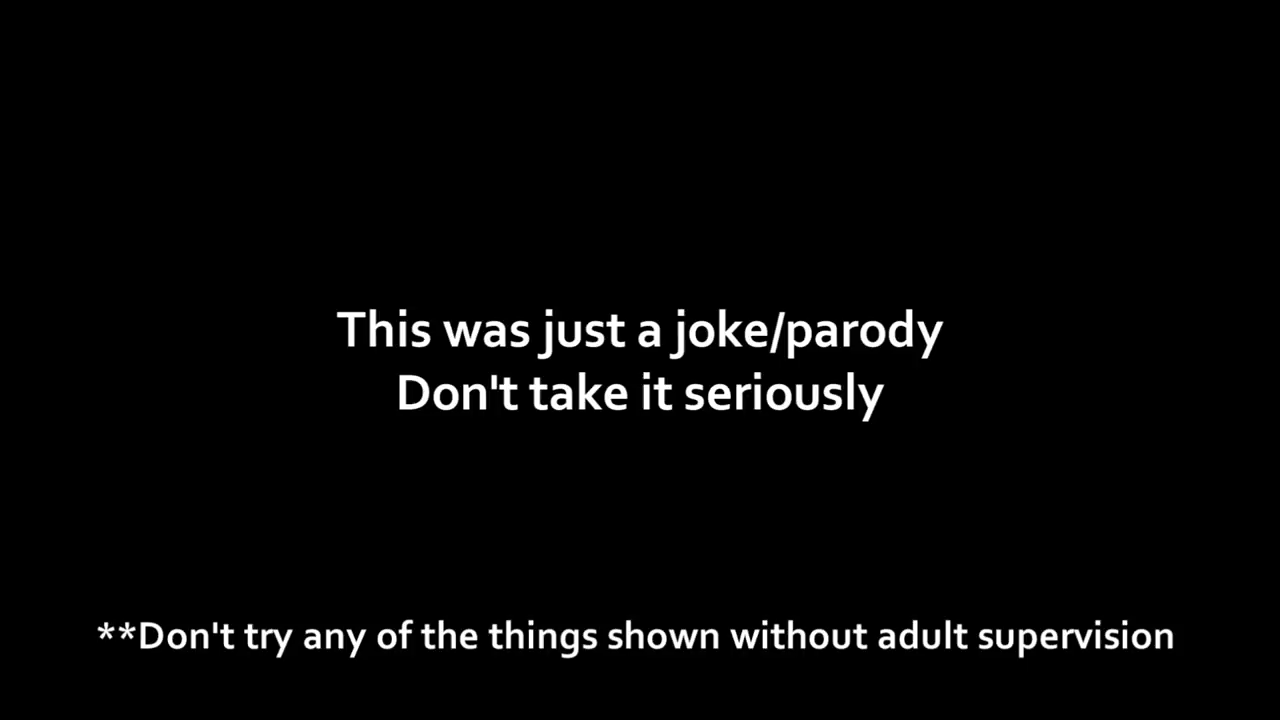 This was just a joke/parody
Don't take it seriously
**Don't try any of the things shown without adult supervision